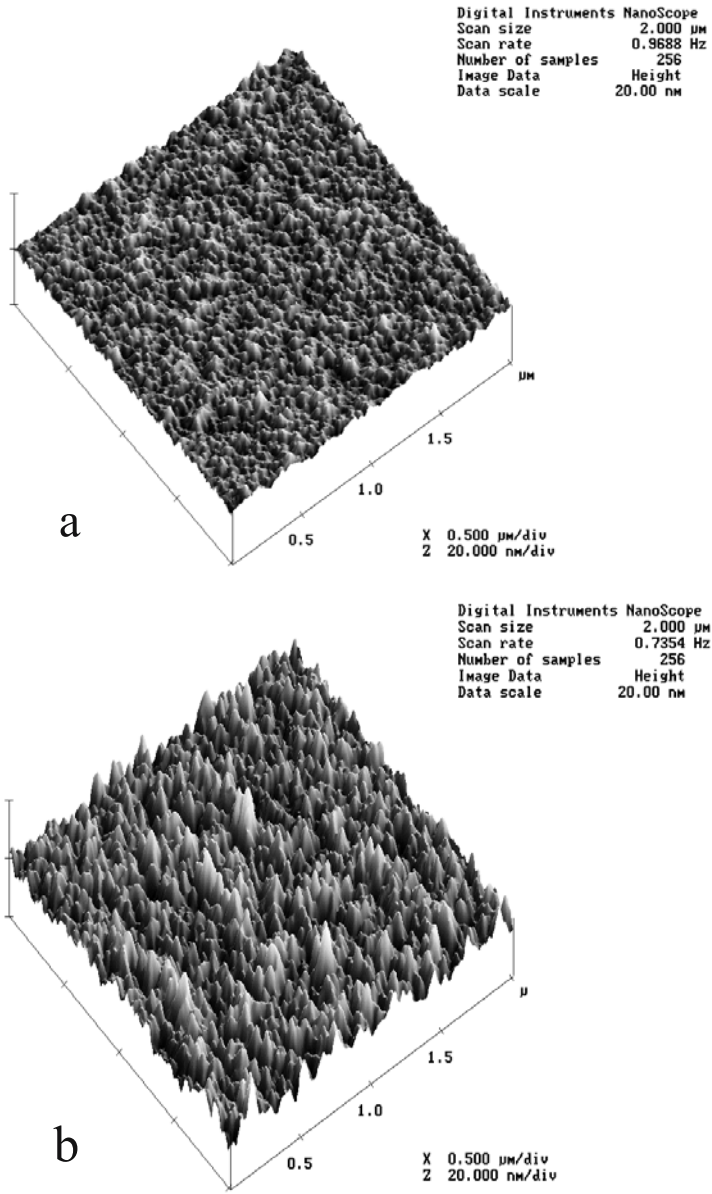 Digital Instruments NanoScope
Scan size 2.000 µm
Scan rate 0.9688 Hz
Number of samples 256
Image Data Height
Data scale 20.00 nm
µm
1.5
1.0
0.5
a
X 0.500 µm/div
Z 20.000 nm/div
Digital Instruments NanoScope
Scan size 2.000 µm
Scan rate 0.7354 Hz
Number of samples 256
Image Data Height
Data scale 20.00 nm
µ
1.5
1.0
0.5
b
X 0.500 µm/div
Z 20.000 nm/div